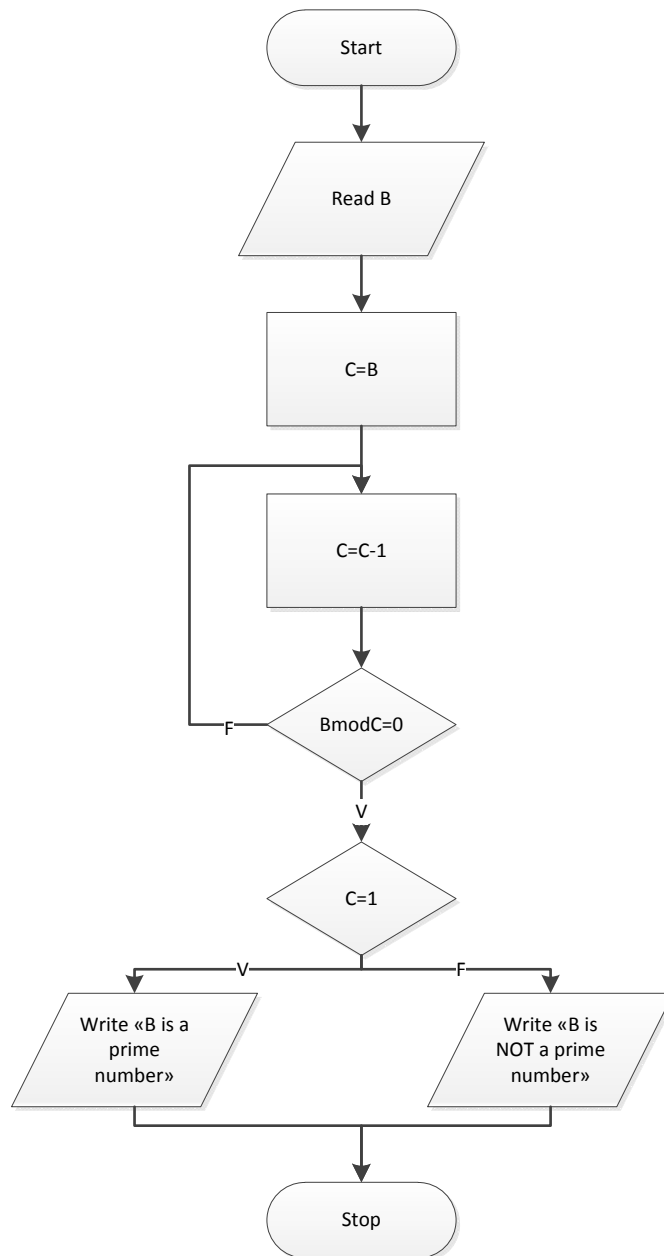 Start
Read B
C=B
C=C-1
BmodC=0
F
V
C=1
V
F
Write «B is a
prime
number»
Write «B is
NOT a prime
number»
Stop